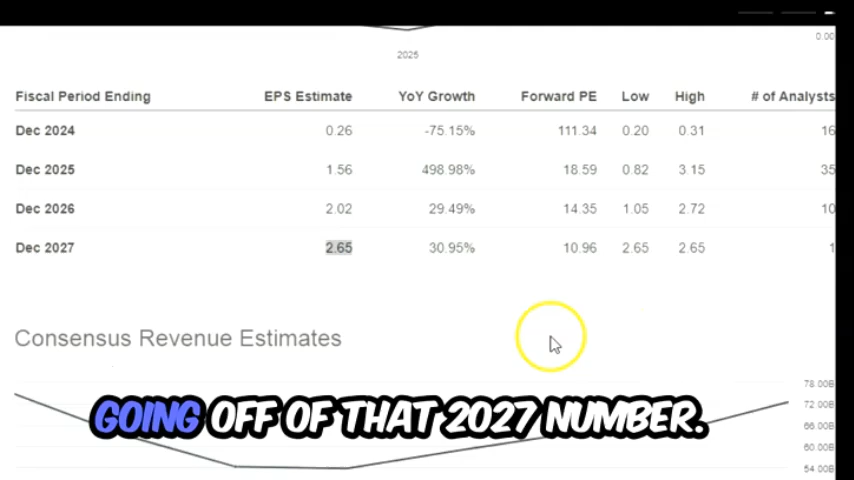 0.00
2025
Fiscal Period Ending EPS Estimate YoY Growth Forward PE Low High # of Analysts
Dec 2024 0.26 -75.15% 111.34 0.20 0.31 16
Dec 2025 1.56 498.98% 18.59 0.82 3.15 35
Dec 2026 2.02 29.49% 14.35 1.05 2.72 10
Dec 2027 2.65 30.95% 10.96 2.65 2.65 1
Consensus Revenue Estimates
78.00B
72.00B
66.00B
60.00B
54.00B
GOING OFF OF THAT 2027 NUMBER.